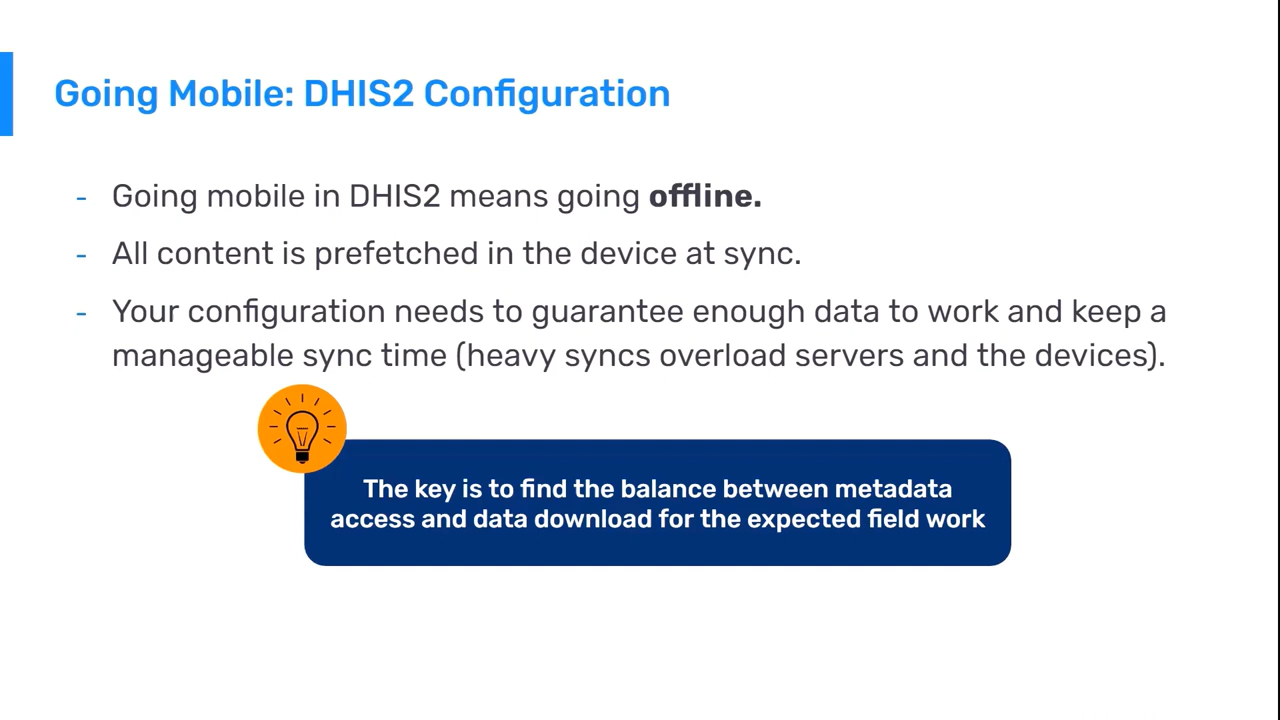 Going Mobile: DHIS2 Configuration
- Going mobile in DHIS2 means going offline.
- All content is prefetched in the device at sync.
- Your configuration needs to guarantee enough data to work and keep a
manageable sync time (heavy syncs overload servers and the devices).
The key is to find the balance between metadata
access and data download for the expected field work